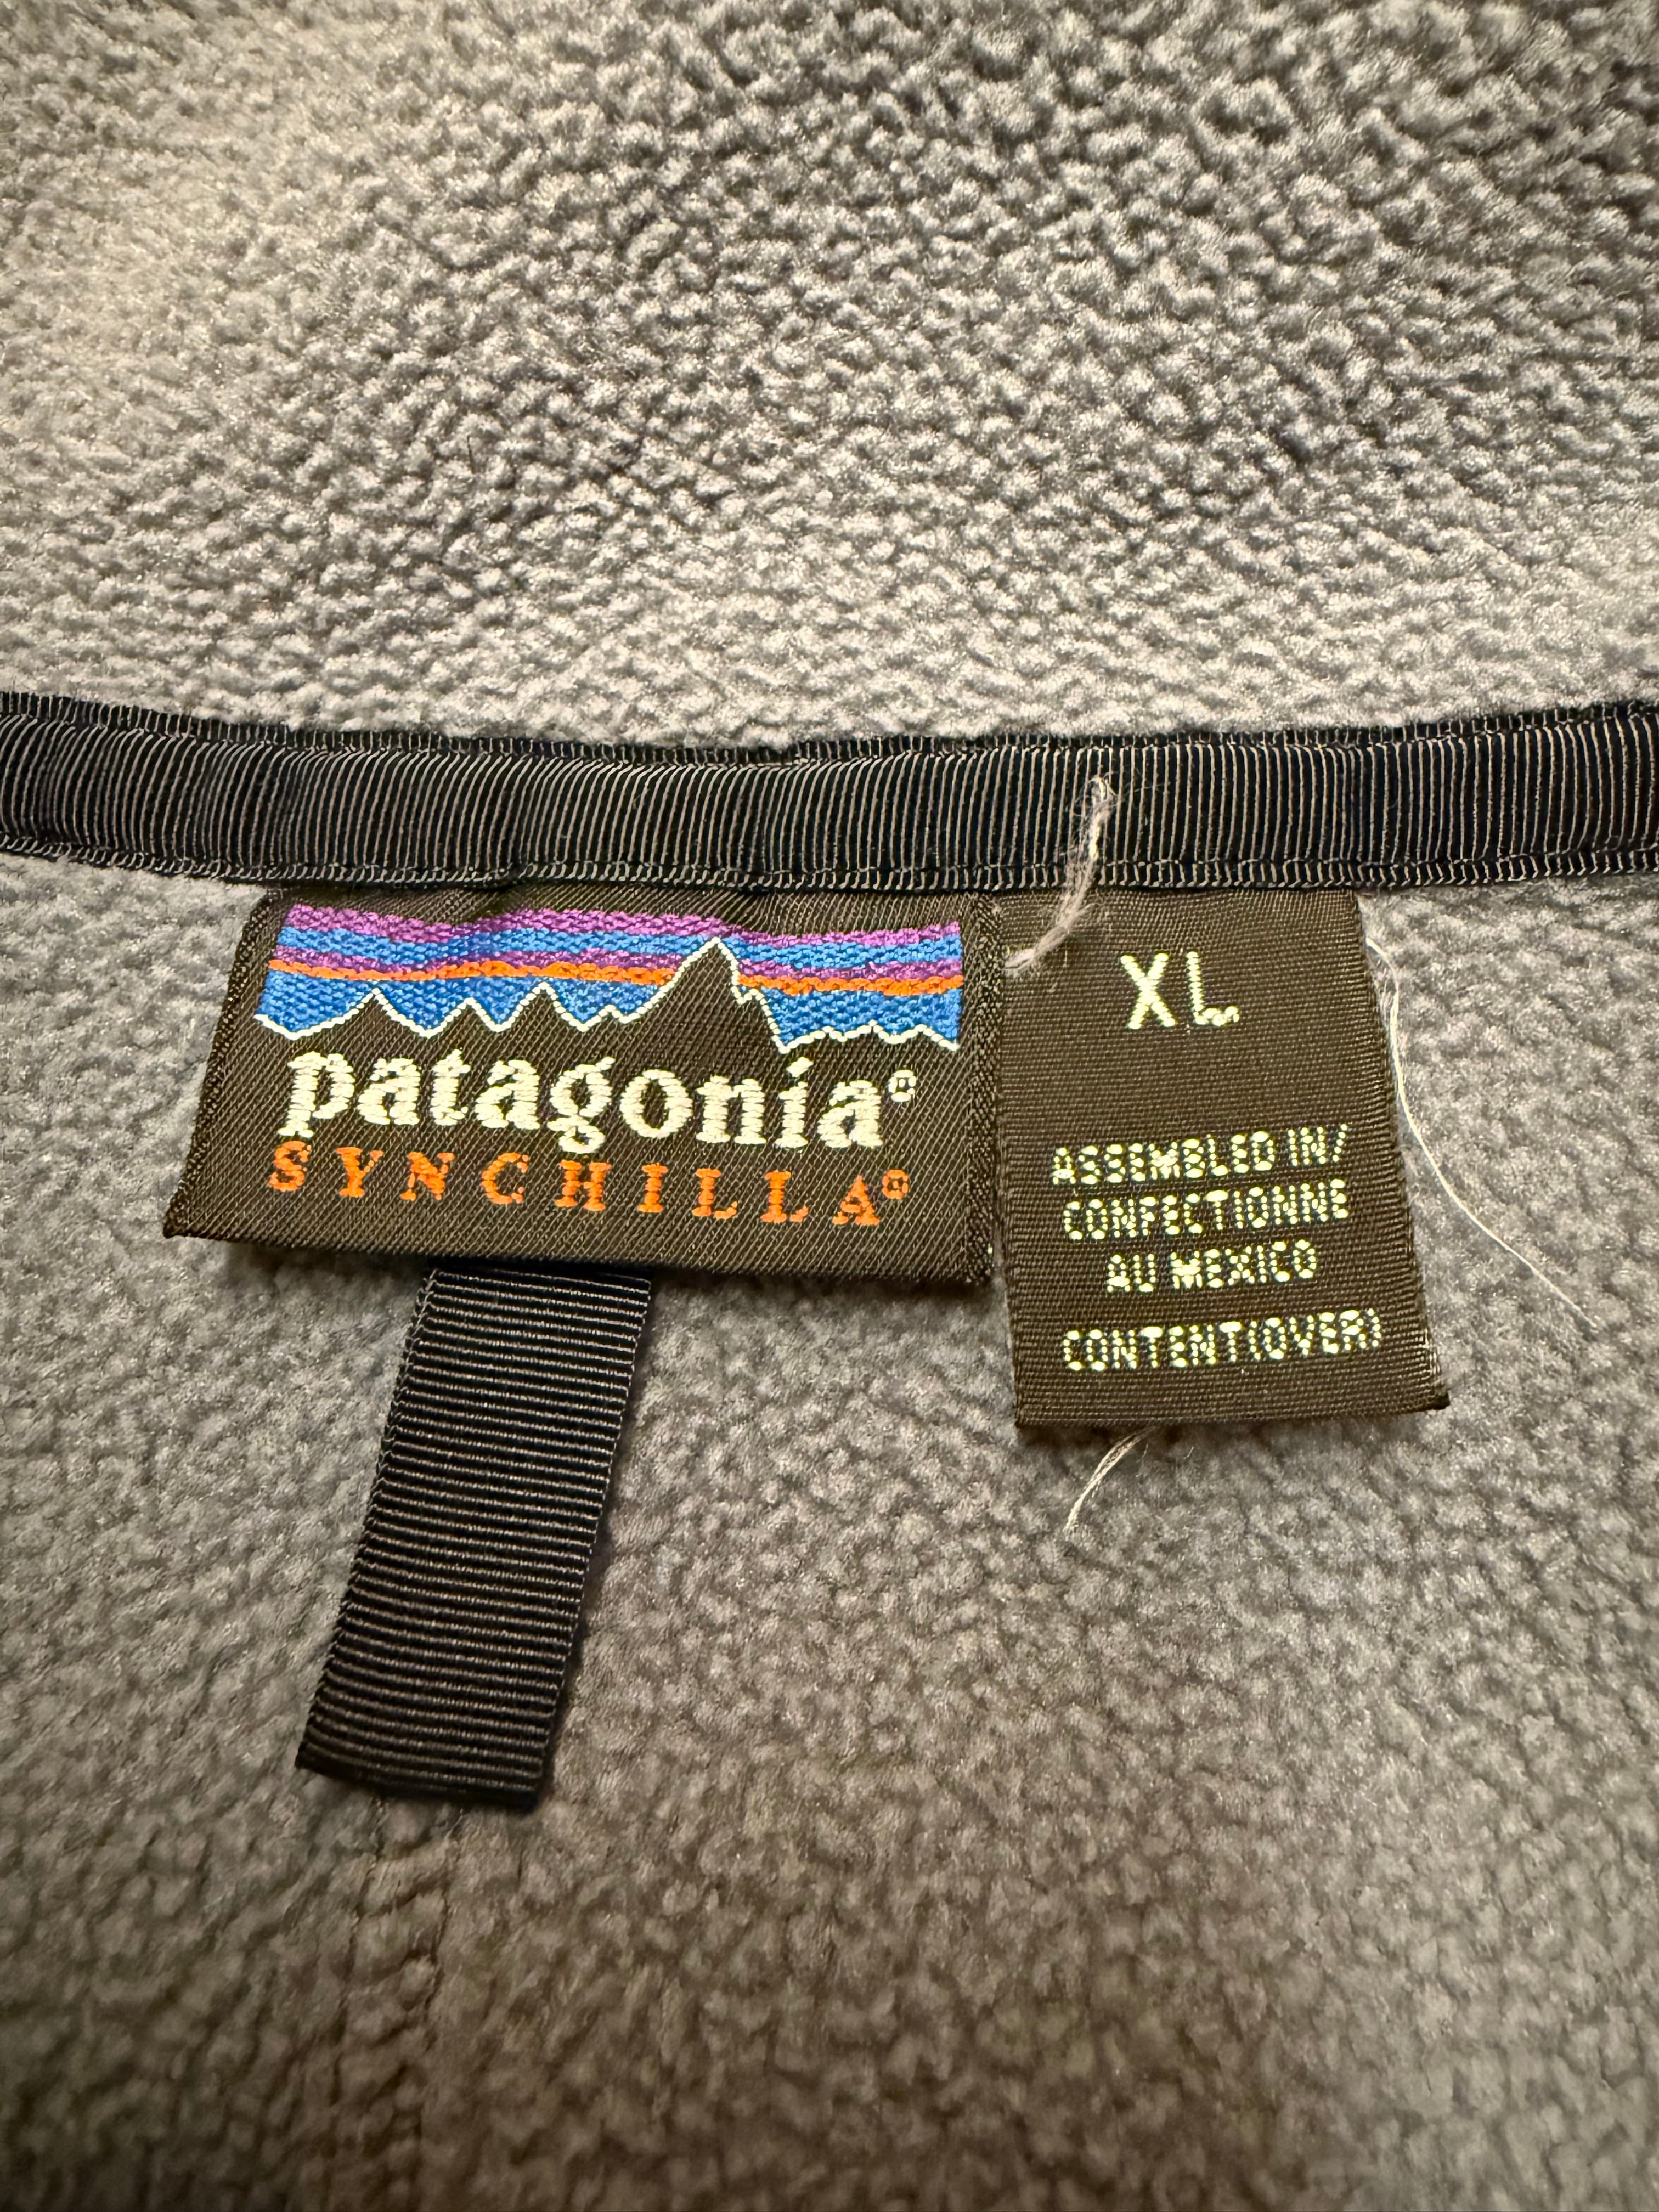 patagonia®
SYNCHILLA®
XL
ASSEMBLED IN/
CONFECTIONNE
AU MEXICO
CONTENT(OVER)